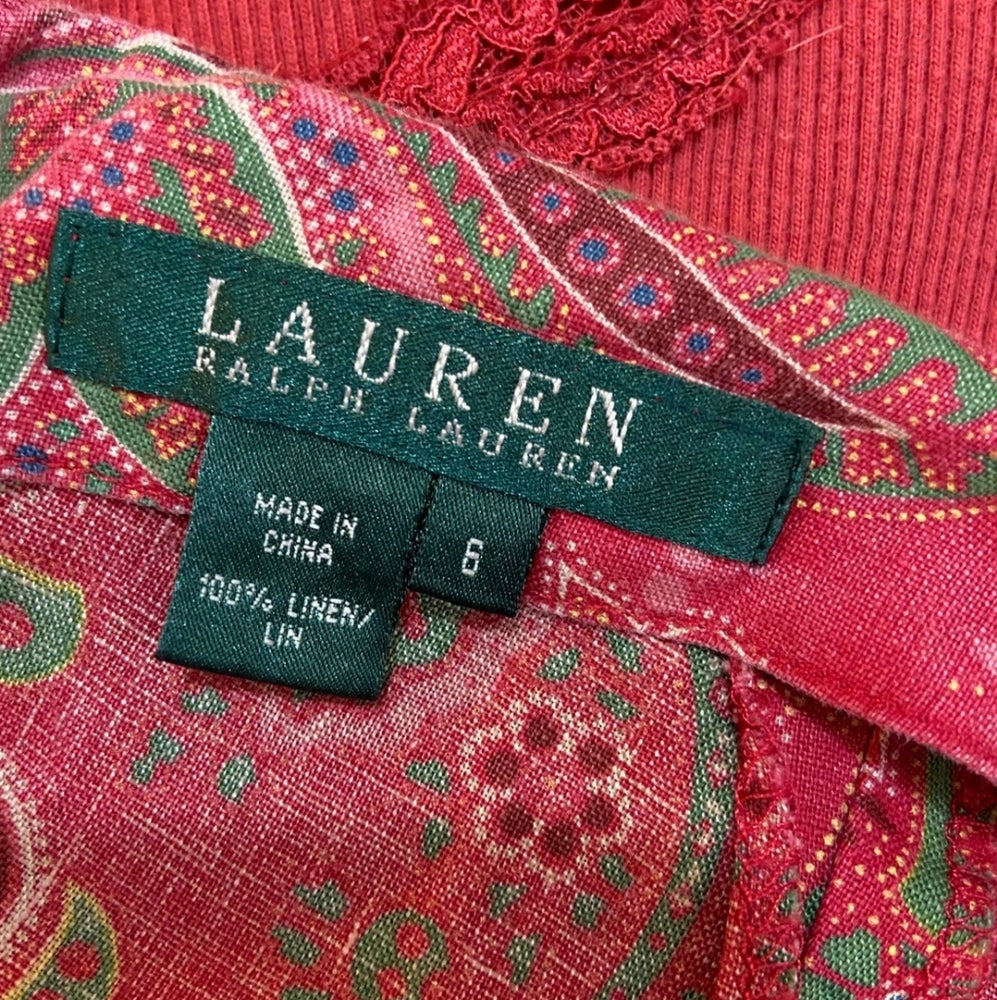 LAUREN
RALPH LAUREN
MADE IN
CHINA
100% LINEN/
LIN
6